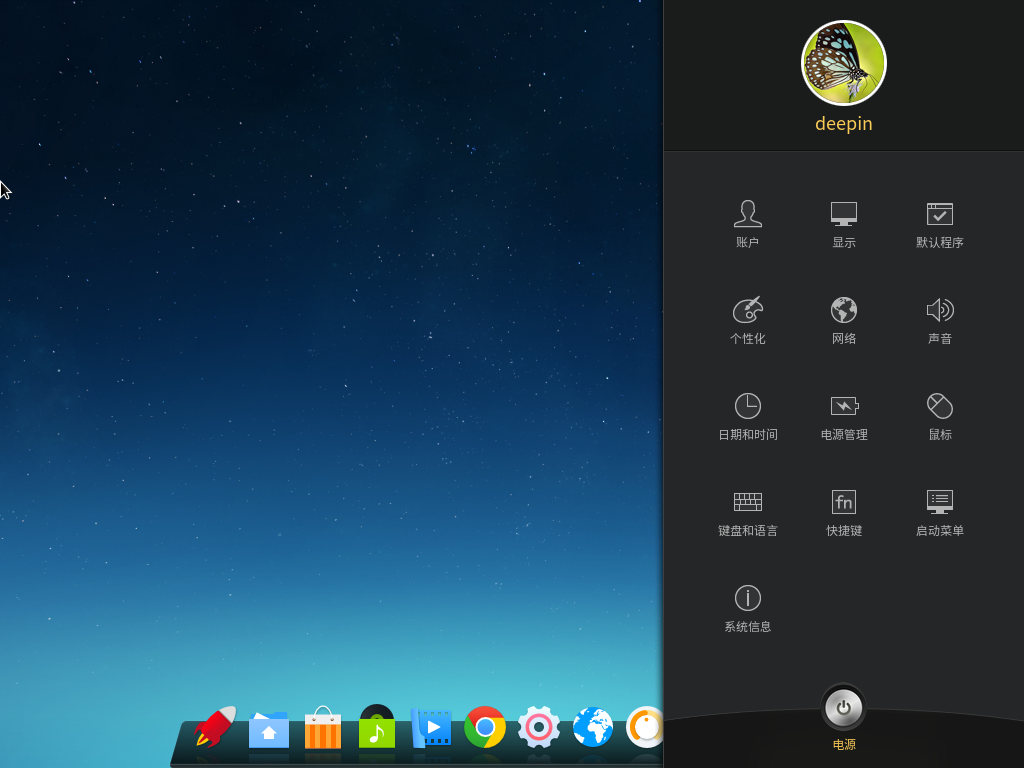 deepin
账户
显示
默认程序
个性化
网络
声音
日期和时间
电源管理
鼠标
键盘和语言
fn
快捷键
启动菜单
系统信息
电源